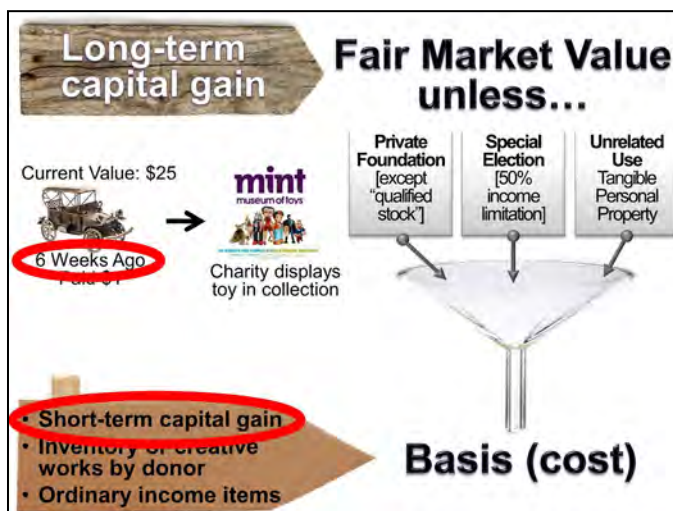 Long-term
capital gain
Fair Market Value
unless…
Private
Foundation
[except
“qualified
stock”]
Special
Election
[50%
income
limitation]
Unrelated
Use
Tangible
Personal
Property
Current Value: $25
6 Weeks Ago
Paid
mint
museum of toys
Charity displays
toy in collection
• Short-term capital gain
• Inventory or creative
works by donor
• Ordinary income items
Basis (cost)